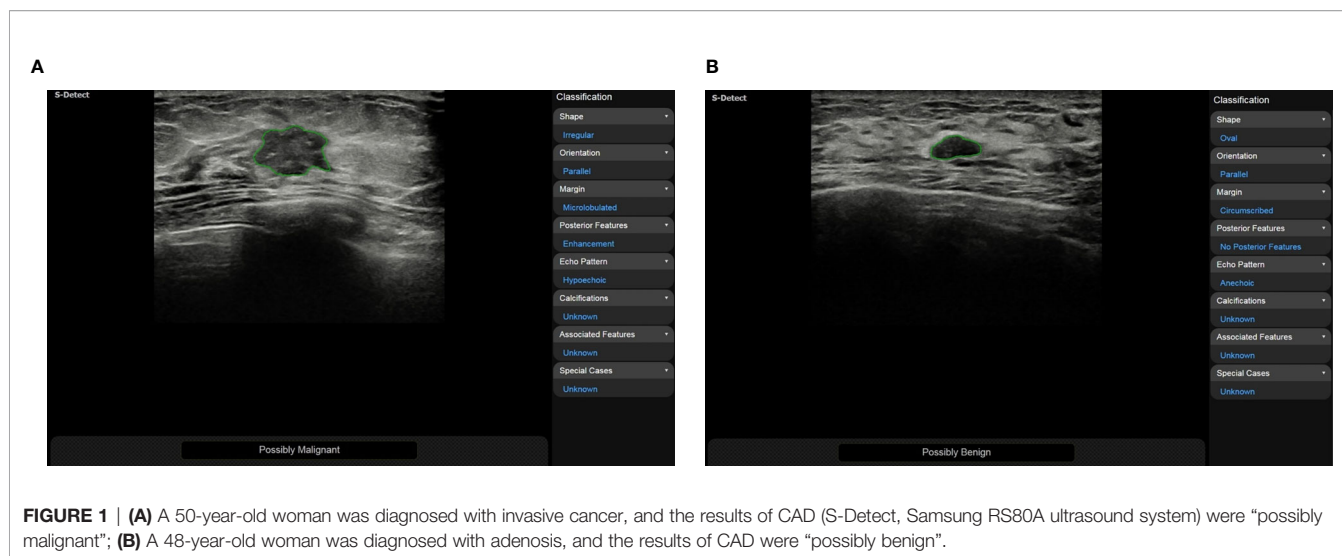 A
S-Detect
Classification
Shape
Irregular
Orientation
Parallel
Margin
Microlobulated
Posterior Features
Enhancement
Echo Pattern
Hypoechoic
Calcifications
Unknown
Associated Features
Unknown
Special Cases
Unknown
Possibly Malignant
B
S-Detect
Classification
Shape
Oval
Orientation
Parallel
Margin
Circumscribed
Posterior Features
No Posterior Features
Echo Pattern
Anechoic
Calcifications
Unknown
Associated Features
Unknown
Special Cases
Unknown
Possibly Benign
FIGURE 1 | (A) A 50-year-old woman was diagnosed with invasive cancer, and the results of CAD (S-Detect, Samsung RS80A ultrasound system) were “possibly
malignant”; (B) A 48-year-old woman was diagnosed with adenosis, and the results of CAD were “possibly benign”.